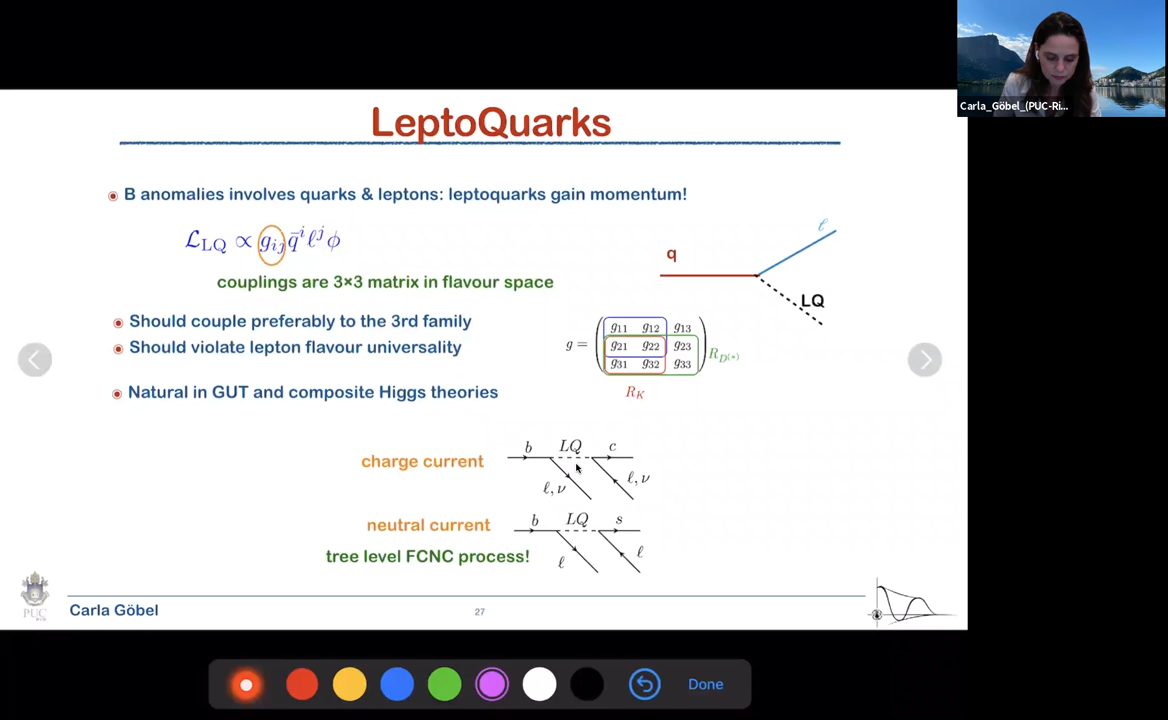 Carla_Göbel_(PUC-Ri...
LeptoQuarks
B anomalies involves quarks & leptons: leptoquarks gain momentum!
ℒ_LQ ∝ g_ij q̄^i ℓ^j ϕ
couplings are 3×3 matrix in flavour space
q
ℓ
LQ
Should couple preferably to the 3rd family
Should violate lepton flavour universality
Natural in GUT and composite Higgs theories
g =
g11 g12 g13
g21 g22 g23
g31 g32 g33
R_D(*)
R_K
charge current
b LQ c
ℓ, ν ℓ, ν
neutral current
tree level FCNC process!
b LQ s
ℓ ℓ
PUC
Carla Göbel
27
Done